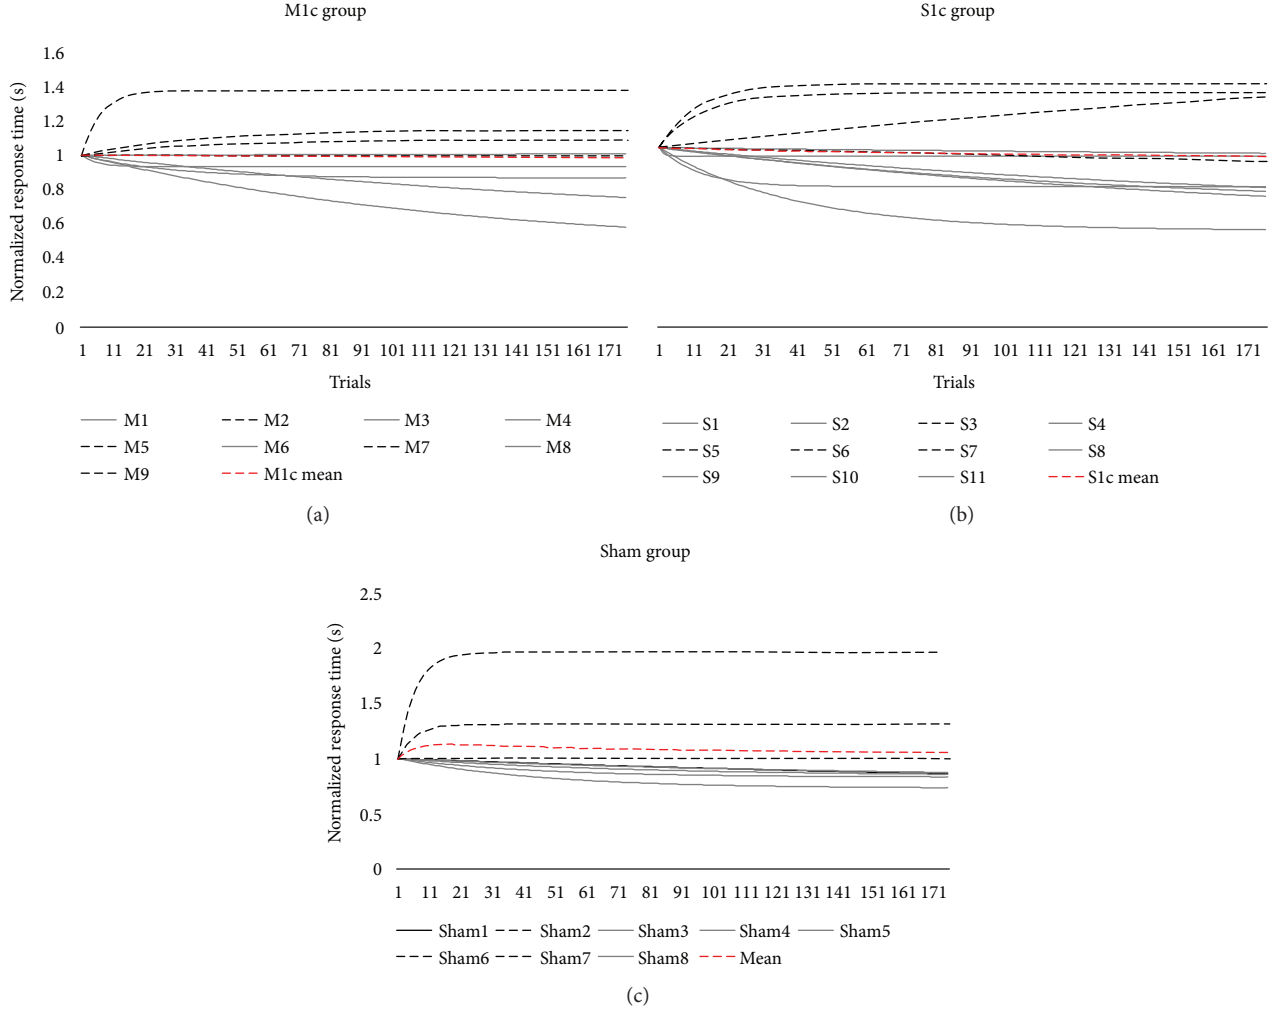 M1c group
Normalized response time (s)
1.6
1.4
1.2
1
0.8
0.6
0.4
0.2
0
1 11 21 31 41 51 61 71 81 91 101 111 121 131 141 151 161 171
Trials
M1 M2 M3 M4
M5 M6 M7 M8
M9 M1c mean
(a)
S1c group
1 11 21 31 41 51 61 71 81 91 101 111 121 131 141 151 161 171
Trials
S1 S2 S3 S4
S5 S6 S7 S8
S9 S10 S11 S1c mean
(b)
Sham group
Normalized response time (s)
2.5
2
1.5
1
0.5
0
1 11 21 31 41 51 61 71 81 91 101 111 121 131 141 151 161 171
Sham1 Sham2 Sham3 Sham4 Sham5
Sham6 Sham7 Sham8 Mean
(c)